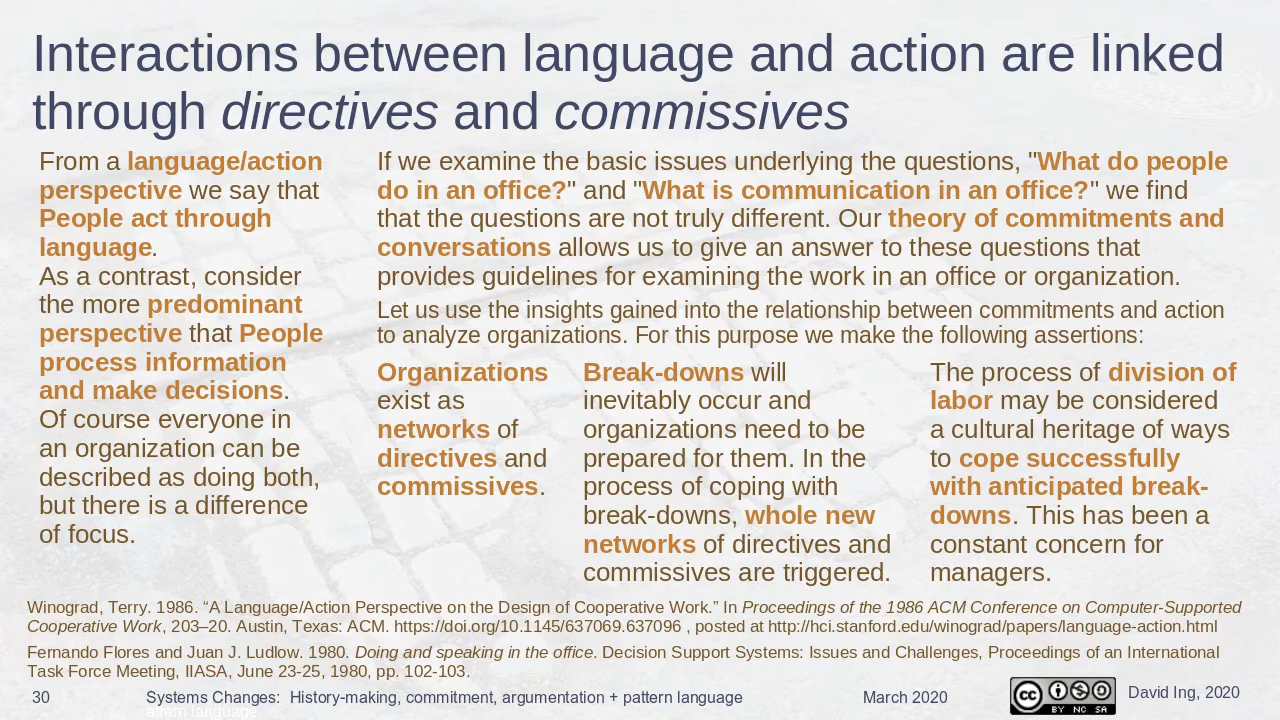 Interactions between language and action are linked
through directives and commissives
From a language/action
perspective we say that
People act through
language.
As a contrast, consider
the more predominant
perspective that People
process information
and make decisions.
Of course everyone in
an organization can be
described as doing both,
but there is a difference
of focus.
If we examine the basic issues underlying the questions, "What do people
do in an office?" and "What is communication in an office?" we find
that the questions are not truly different. Our theory of commitments and
conversations allows us to give an answer to these questions that
provides guidelines for examining the work in an office or organization.
Let us use the insights gained into the relationship between commitments and action
to analyze organizations. For this purpose we make the following assertions:
Organizations
exist as
networks of
directives and
commissives.
Break-downs will
inevitably occur and
organizations need to be
prepared for them. In the
process of coping with
break-downs, whole new
networks of directives and
commissives are triggered.
The process of division of
labor may be considered
a cultural heritage of ways
to cope successfully
with anticipated break-
downs. This has been a
constant concern for
managers.
Winograd, Terry. 1986. “A Language/Action Perspective on the Design of Cooperative Work.” In Proceedings of the 1986 ACM Conference on Computer-Supported
Cooperative Work, 203–20. Austin, Texas: ACM. https://doi.org/10.1145/637069.637096 , posted at http://hci.stanford.edu/winograd/papers/language-action.html
Fernando Flores and Juan J. Ludlow. 1980. Doing and speaking in the office. Decision Support Systems: Issues and Challenges, Proceedings of an International
Task Force Meeting, IIASA, June 23-25, 1980, pp. 102-103.
30 Systems Changes: History-making, commitment, argumentation + pattern language March 2020 cc BY NC SA David Ing, 2020
attern language